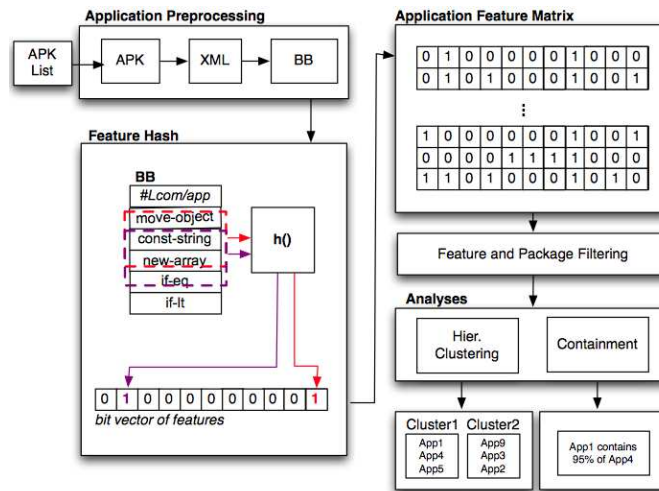 Application Preprocessing
APK
List
APK
XML
BB
Feature Hash
BB
#Lcom/app
move-object
const-string
new-array
if-eq
if-lt
h()
0 1 0 0 0 0 0 0 0 0 1
bit vector of features
Application Feature Matrix
0 1 0 0 0 0 0 1 0 0 0
0 1 0 1 0 0 0 1 0 0 1
⋮
1 0 0 0 0 0 0 1 0 0 1
0 0 0 0 1 1 1 1 0 0 0
1 1 0 1 0 0 0 1 0 1 0
Feature and Package Filtering
Analyses
Hier.
Clustering
Containment
Cluster1
App1
App4
App5
Cluster2
App9
App3
App2
App1 contains
95% of App4